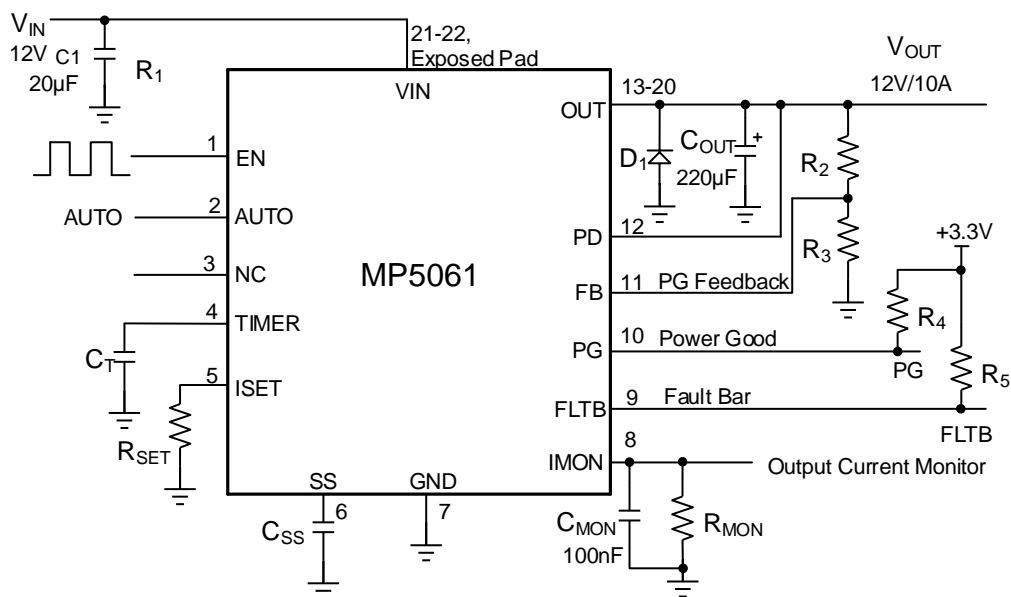 VIN
12V
C1
20µF
R1
21-22,
Exposed Pad
VIN
VOUT
12V/10A
13-20
OUT
1
EN
D1
COUT
+
220µF
R2
AUTO
2
AUTO
12
PD
R3
+3.3V
3
NC
MP5061
11
PG Feedback
FB
4
TIMER
R4
CT
10
Power Good
PG
PG
R5
5
ISET
9
Fault Bar
FLTB
FLTB
RSET
8
IMON
Output Current Monitor
SS
GND
6
7
CSS
CMON
100nF
RMON